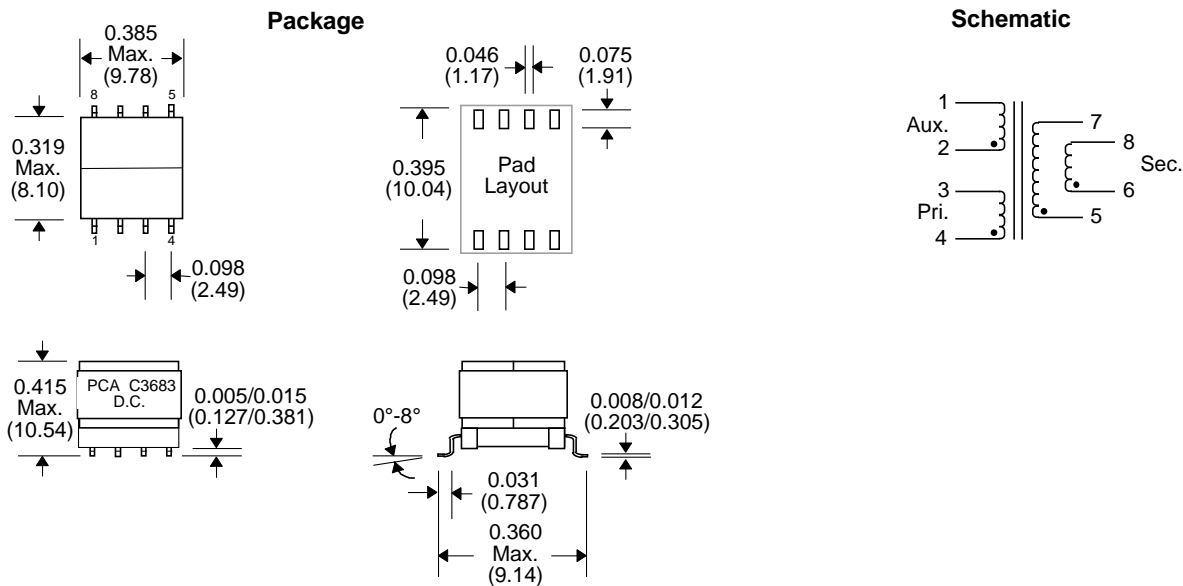 Package
Schematic
0.385
Max.
(9.78)
8
5
0.319
Max.
(8.10)
1
4
0.098
(2.49)
0.046
(1.17)
0.075
(1.91)
0.395
(10.04)
Pad
Layout
0.098
(2.49)
1
Aux.
2
3
Pri.
4
7
8
Sec.
6
5
0.415
Max.
(10.54)
PCA C3683
D.C.
0.005/0.015
(0.127/0.381)
0°-8°
0.008/0.012
(0.203/0.305)
0.031
(0.787)
0.360
Max.
(9.14)